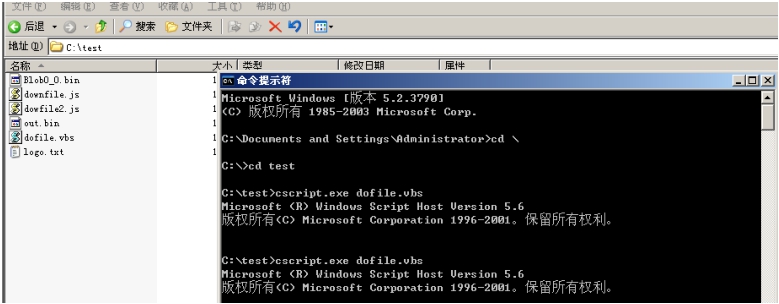 文件(F) 编辑(E) 查看(V) 收藏(A) 工具(T) 帮助(H)
后退 搜索 文件夹
地址(D) C:\test
名称 大小 类型 修改日期 属性
Blob0_0.bin 1
downfile.js 1
dowfile2.js 1
out.bin 1
dofile.vbs 1
logo.txt 1
命令提示符
Microsoft Windows [版本 5.2.3790]
(C) 版权所有 1985-2003 Microsoft Corp.
C:\Documents and Settings\Administrator>cd \
C:\>cd test
C:\test>cscript.exe dofile.vbs
Microsoft (R) Windows Script Host Version 5.6
版权所有(C) Microsoft Corporation 1996-2001。保留所有权利。
C:\test>cscript.exe dofile.vbs
Microsoft (R) Windows Script Host Version 5.6
版权所有(C) Microsoft Corporation 1996-2001。保留所有权利。